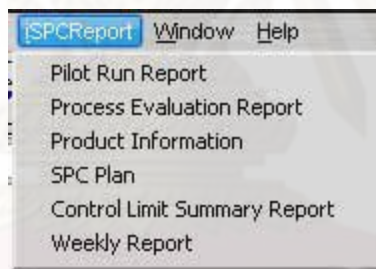 iSPCReport Window Help
Pilot Run Report
Process Evaluation Report
Product Information
SPC Plan
Control Limit Summary Report
Weekly Report